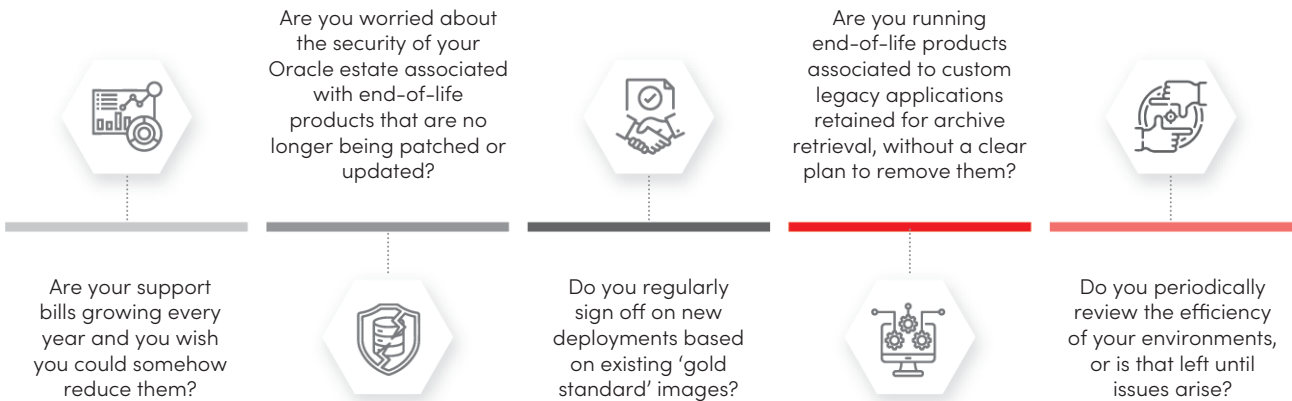 Are your support
bills growing every
year and you wish
you could somehow
reduce them?
Are you worried about
the security of your
Oracle estate associated
with end-of-life
products that are no
longer being patched or
updated?
Do you regularly
sign off on new
deployments based
on existing ‘gold
standard’ images?
Are you running
end-of-life products
associated to custom
legacy applications
retained for archive
retrieval, without a clear
plan to remove them?
Do you periodically
review the efficiency
of your environments,
or is that left until
issues arise?